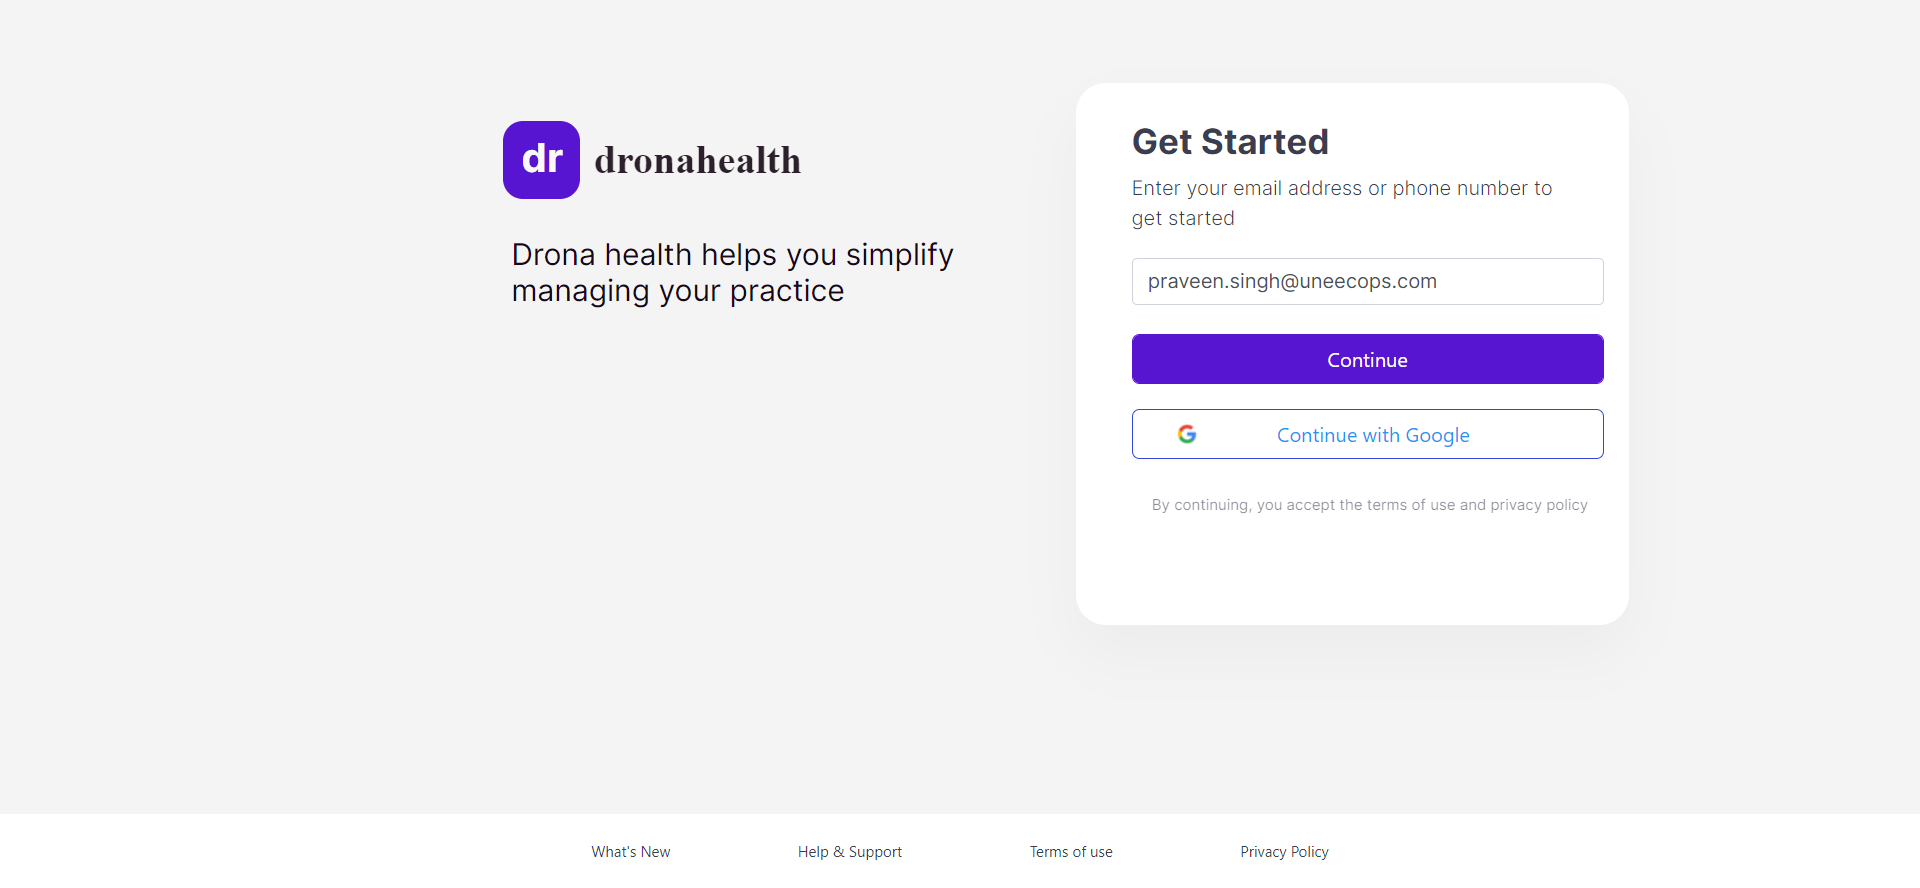 dr dronahealth
Drona health helps you simplify
managing your practice
Get Started
Enter your email address or phone number to
get started
praveen.singh@uneecops.com
Continue
Continue with Google
By continuing, you accept the terms of use and privacy policy
What's New
Help & Support
Terms of use
Privacy Policy